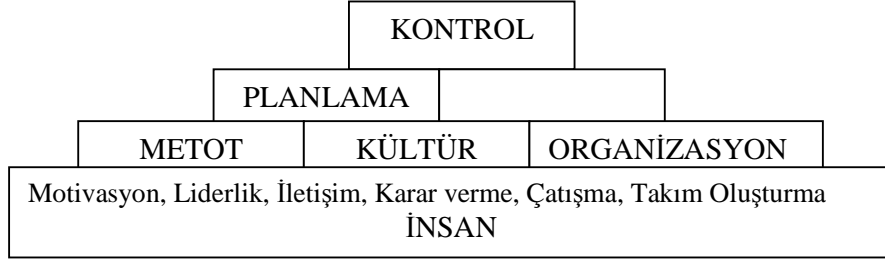 KONTROL
PLANLAMA
METOT KÜLTÜR ORGANİZASYON
Motivasyon, Liderlik, İletişim, Karar verme, Çatışma, Takım Oluşturma
İNSAN